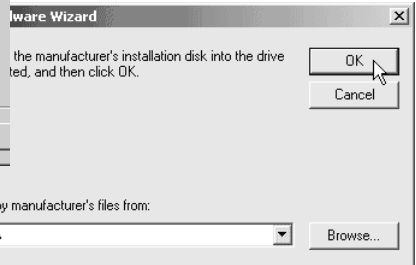 lware Wizard
the manufacturer's installation disk into the drive
ted, and then click OK.
OK
Cancel
y manufacturer's files from:
Browse...